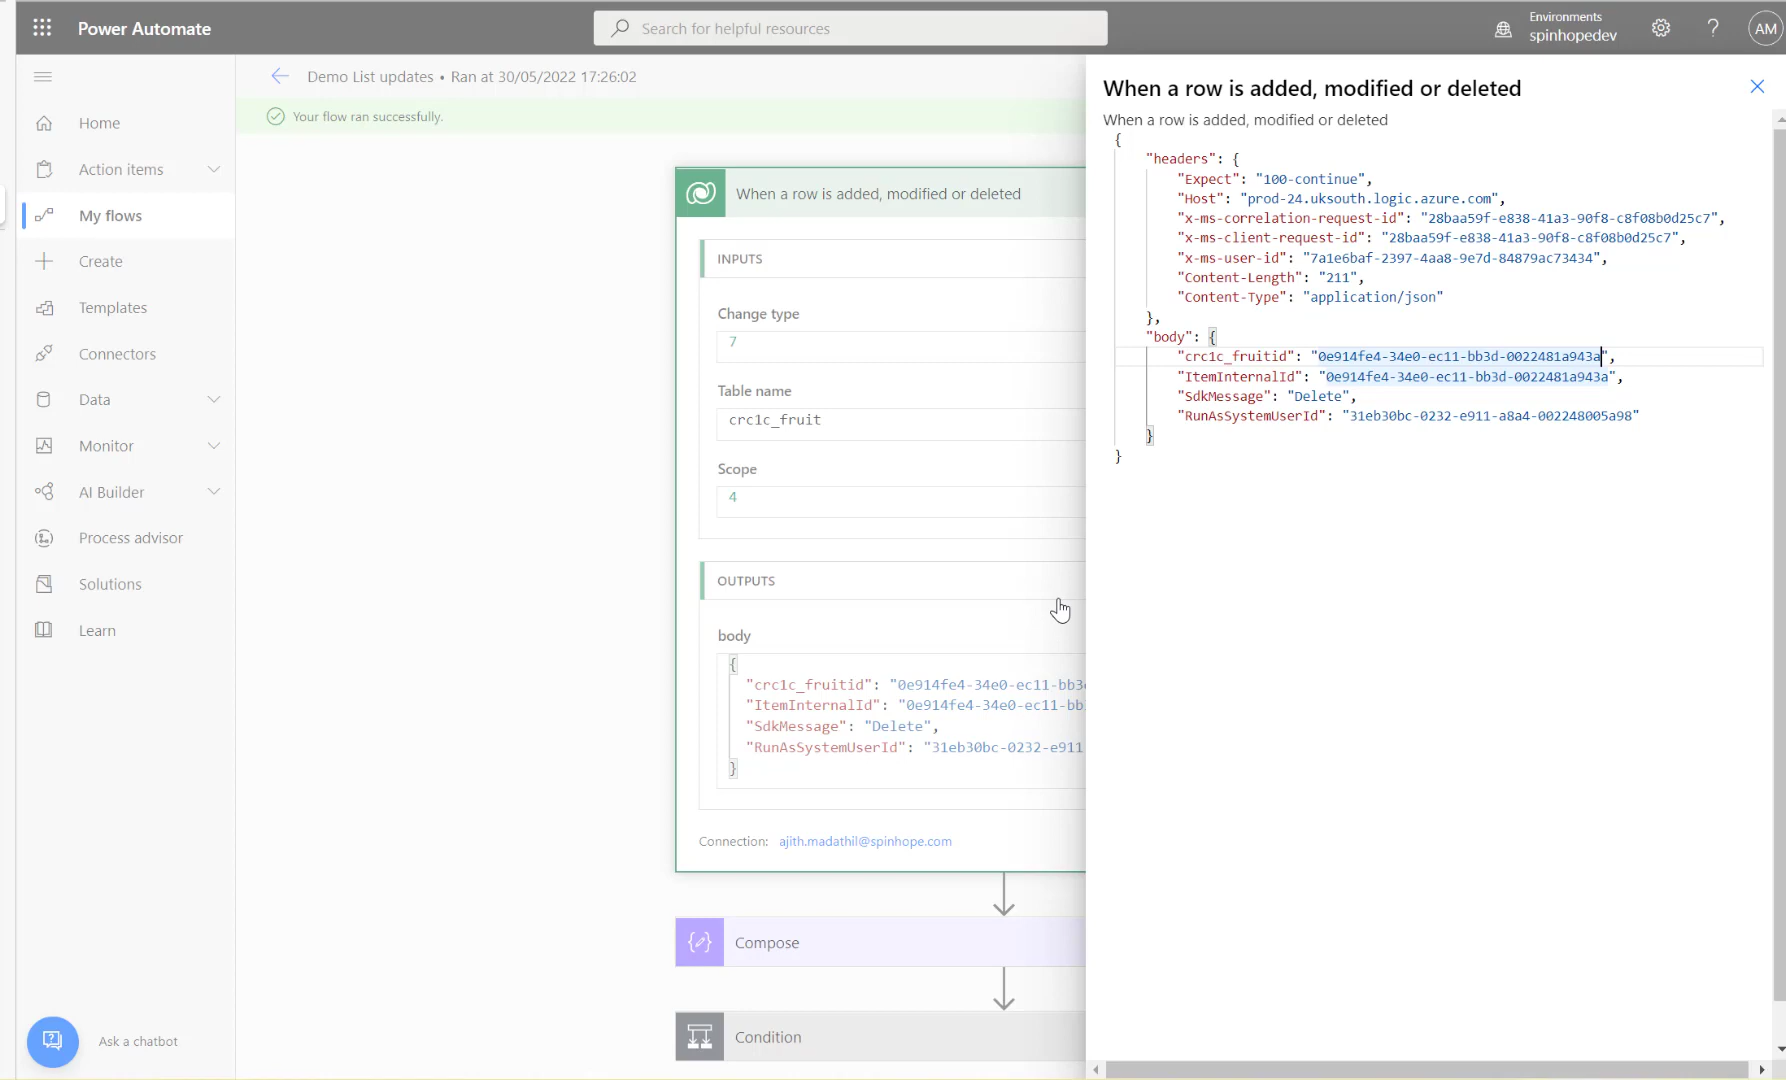 Power Automate
Search for helpful resources
Environments
spinhopedev
AM
Home
Action items
My flows
Create
Templates
Connectors
Data
Monitor
AI Builder
Process advisor
Solutions
Learn
Ask a chatbot
Demo List updates • Ran at 30/05/2022 17:26:02
Your flow ran successfully.
When a row is added, modified or deleted
INPUTS
Change type
7
Table name
crc1c_fruit
Scope
4
OUTPUTS
body
{
"crc1c_fruitid": "0e914fe4-34e0-ec11-bb3
"ItemInternalId": "0e914fe4-34e0-ec11-bb
"SdkMessage": "Delete",
"RunAsSystemUserId": "31eb30bc-0232-e911
}
Connection: ajith.madathil@spinhope.com
Compose
Condition
When a row is added, modified or deleted
When a row is added, modified or deleted
{
"headers": {
"Expect": "100-continue",
"Host": "prod-24.uksouth.logic.azure.com",
"x-ms-correlation-request-id": "28baa59f-e838-41a3-90f8-c8f08b0d25c7",
"x-ms-client-request-id": "28baa59f-e838-41a3-90f8-c8f08b0d25c7",
"x-ms-user-id": "7a1e6baf-2397-4aa8-9e7d-84879ac73434",
"Content-Length": "211",
"Content-Type": "application/json"
},
"body": {
"crc1c_fruitid": "0e914fe4-34e0-ec11-bb3d-0022481a943a",
"ItemInternalId": "0e914fe4-34e0-ec11-bb3d-0022481a943a",
"SdkMessage": "Delete",
"RunAsSystemUserId": "31eb30bc-0232-e911-a8a4-002248005a98"
}
}